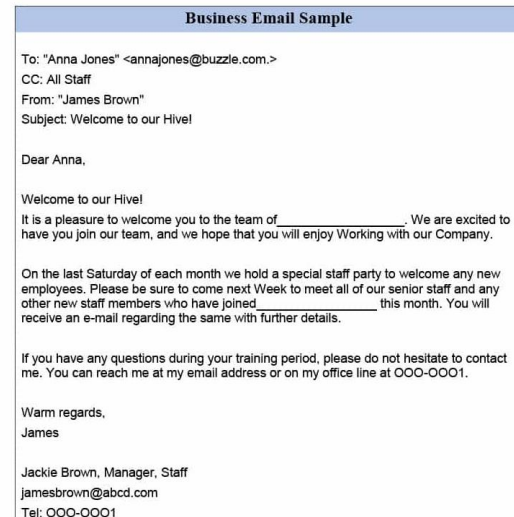 Business Email Sample
To: "Anna Jones" <annajones@buzzle.com.>
CC: All Staff
From: "James Brown"
Subject: Welcome to our Hive!
Dear Anna,
Welcome to our Hive!
It is a pleasure to welcome you to the team of___________________. We are excited to
have you join our team, and we hope that you will enjoy Working with our Company.
On the last Saturday of each month we hold a special staff party to welcome any new
employees. Please be sure to come next Week to meet all of our senior staff and any
other new staff members who have joined__________________ this month. You will
receive an e-mail regarding the same with further details.
If you have any questions during your training period, please do not hesitate to contact
me. You can reach me at my email address or on my office line at OOO-OOO1.
Warm regards,
James
Jackie Brown, Manager, Staff
jamesbrown@abcd.com
Tel: OOO-OOO1